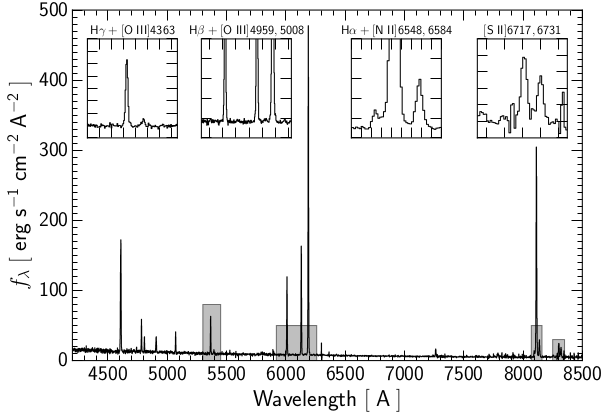 500
400
300
200
100
0
fλ [ erg s−1 cm−2 A−2 ]
Hγ + [O III]4363
Hβ + [O III]4959, 5008
Hα + [N II]6548, 6584
[S II]6717, 6731
4500 5000 5500 6000 6500 7000 7500 8000 8500
Wavelength [ A ]